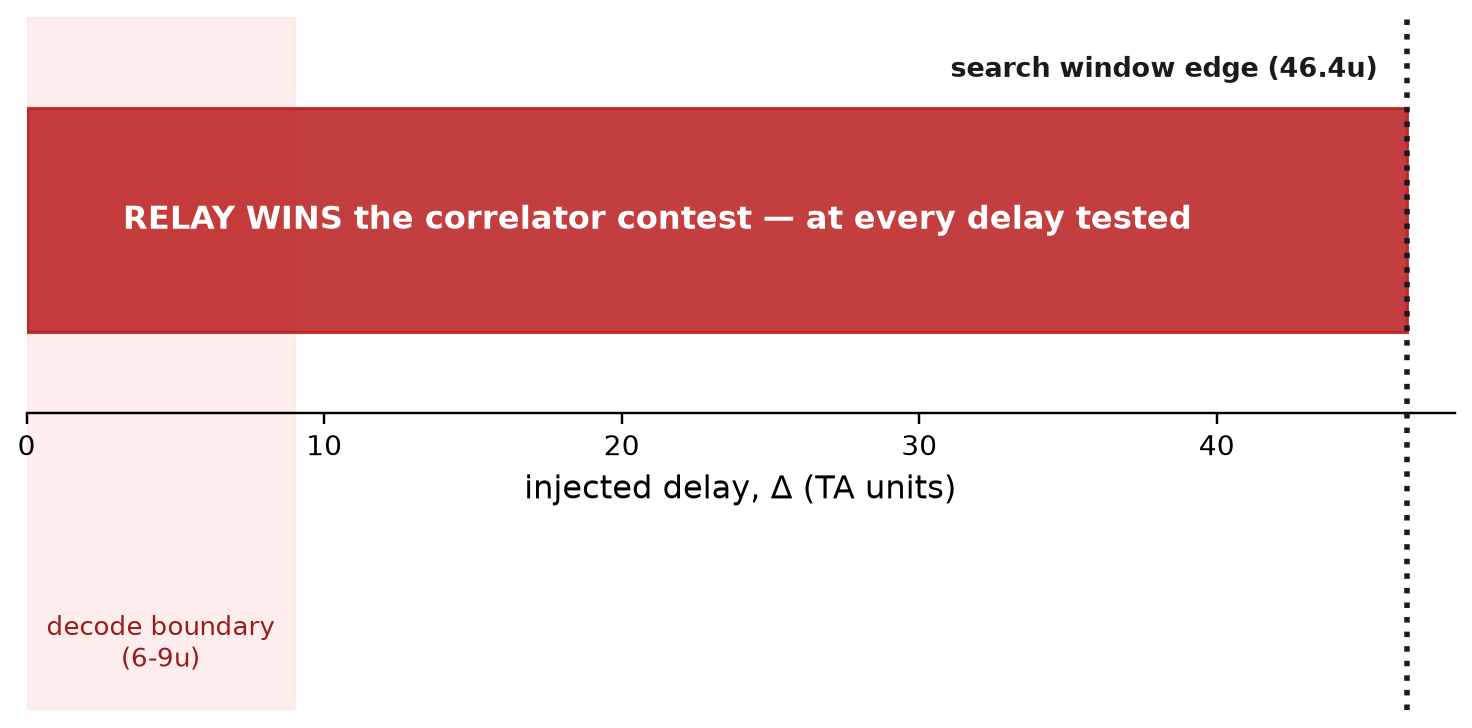 search window edge (46.4u)
RELAY WINS the correlator contest — at every delay tested
0 10 20 30 40
injected delay, Δ (TA units)
decode boundary
(6-9u)